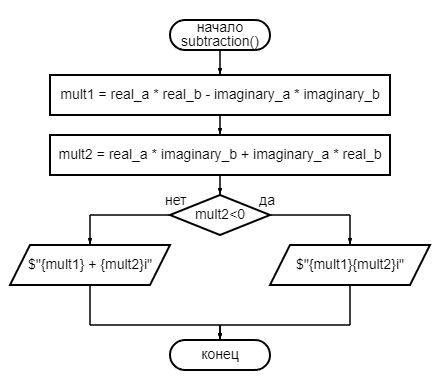 начало
subtraction()
mult1 = real_a * real_b - imaginary_a * imaginary_b
mult2 = real_a * imaginary_b + imaginary_a * real_b
нет
да
mult2<0
$"{mult1} + {mult2}i"
$"{mult1}{mult2}i"
конец